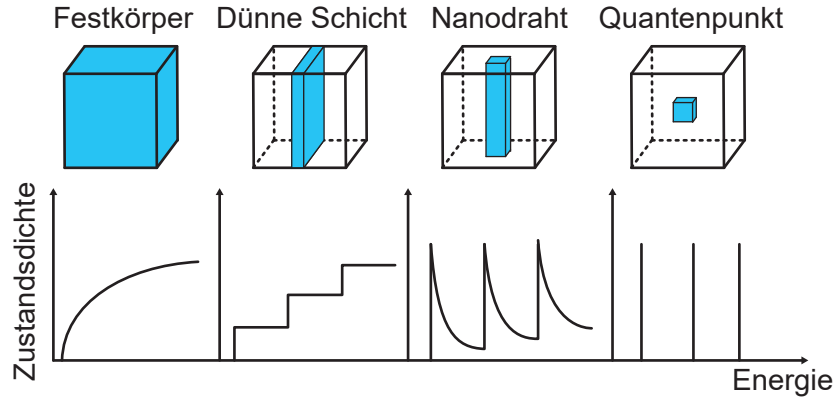 Festkörper
Dünne Schicht
Nanodraht
Quantenpunkt
Zustandsdichte
Energie